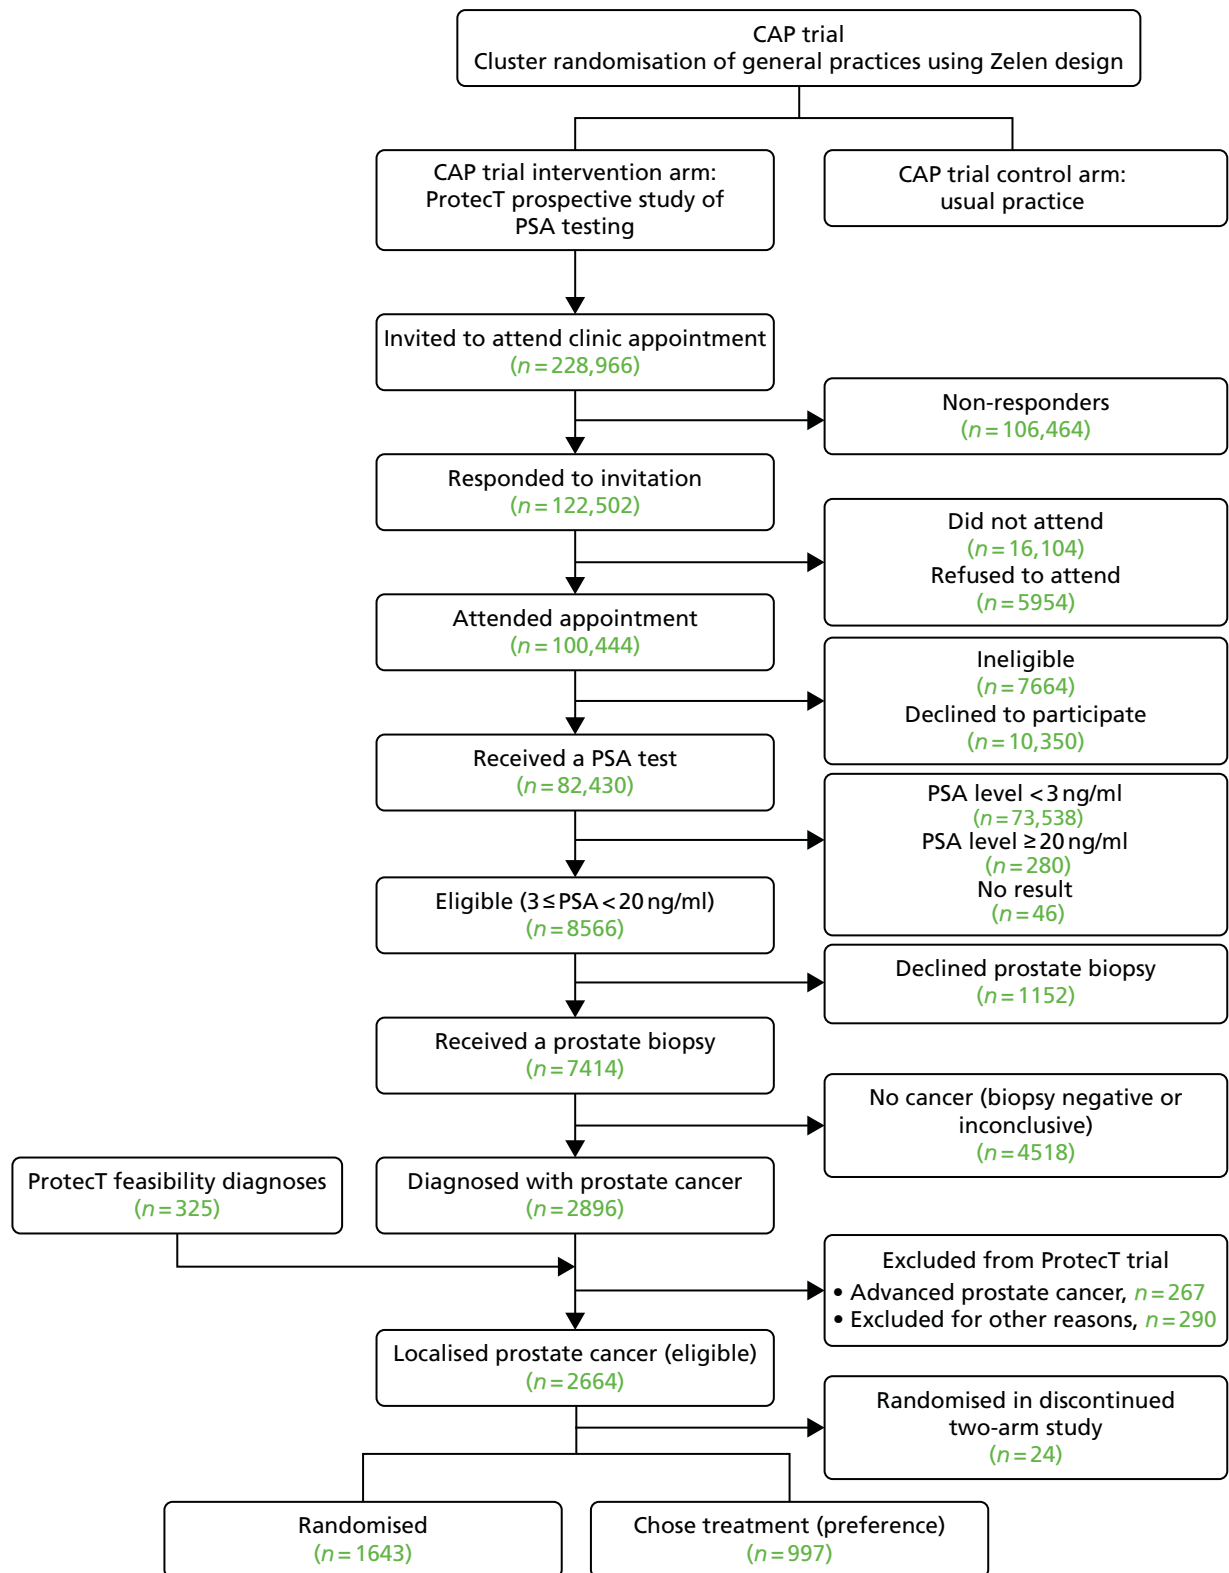 CAP trial
Cluster randomisation of general practices using Zelen design
CAP trial intervention arm:
ProtecT prospective study of
PSA testing
CAP trial control arm:
usual practice
Invited to attend clinic appointment
(n = 228,966)
Non-responders
(n = 106,464)
Responded to invitation
(n = 122,502)
Did not attend
(n = 16,104)
Refused to attend
(n = 5954)
Attended appointment
(n = 100,444)
Ineligible
(n = 7664)
Declined to participate
(n = 10,350)
Received a PSA test
(n = 82,430)
PSA level < 3 ng/ml
(n = 73,538)
PSA level ≥ 20 ng/ml
(n = 280)
No result
(n = 46)
Eligible (3 ≤ PSA < 20 ng/ml)
(n = 8566)
Declined prostate biopsy
(n = 1152)
Received a prostate biopsy
(n = 7414)
No cancer (biopsy negative or
inconclusive)
(n = 4518)
ProtecT feasibility diagnoses
(n = 325)
Diagnosed with prostate cancer
(n = 2896)
Excluded from ProtecT trial
• Advanced prostate cancer, n = 267
• Excluded for other reasons, n = 290
Localised prostate cancer (eligible)
(n = 2664)
Randomised in discontinued
two-arm study
(n = 24)
Randomised
(n = 1643)
Chose treatment (preference)
(n = 997)